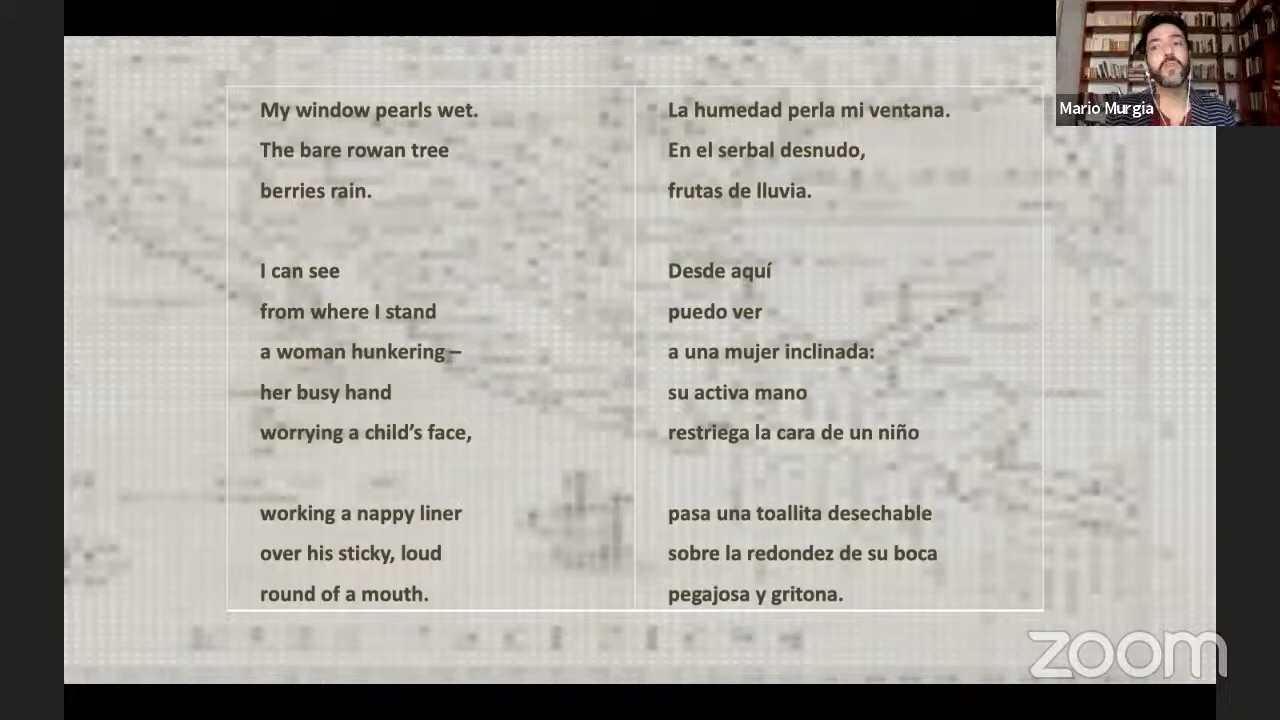 My window pearls wet.
The bare rowan tree
berries rain.
I can see
from where I stand
a woman hunkering –
her busy hand
worrying a child’s face,
working a nappy liner
over his sticky, loud
round of a mouth.
La humedad perla mi ventana.
En el serbal desnudo,
frutas de lluvia.
Desde aquí
puedo ver
a una mujer inclinada:
su activa mano
restriega la cara de un niño
pasa una toallita desechable
sobre la redondez de su boca
pegajosa y gritona.
Mario Murgia
zoom